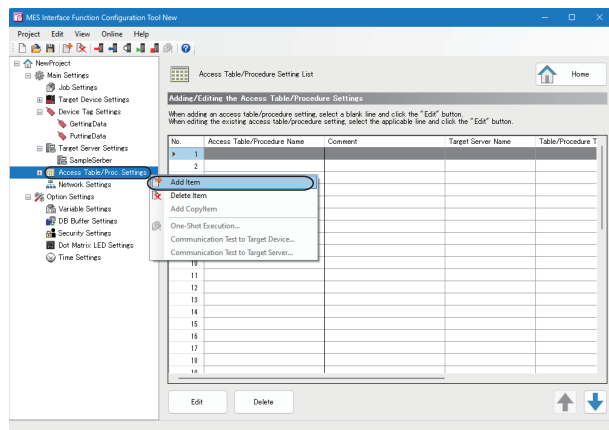 MES Interface Function Configuration Tool New
Project Edit View Online Help
NewProject
Main Settings
Job Settings
Target Device Settings
Device Tag Settings
GettingData
PuttingData
Target Server Settings
SampleSerber
Access Table/Proc. Settings
Network Settings
Option Settings
Variable Settings
DB Buffer Settings
Security Settings
Dot Matrix LED Settings
Time Settings
Add Item
Delete Item
Add CopyItem
One-Shot Execution...
Communication Test to Target Device...
Communication Test to Target Server...
Access Table/Procedure Setting List
Home
Adding/Editing the Access Table/Procedure Settings
When adding an access table/procedure setting, select a blank line and click the "Edit" button.
When editing the existing access table/procedure setting, select the applicable line and click the "Edit" button.
No. Access Table/Procedure Name Comment Target Server Name Table/Procedure T
1
2
10
11
12
13
14
15
16
17
18
19
Edit Delete